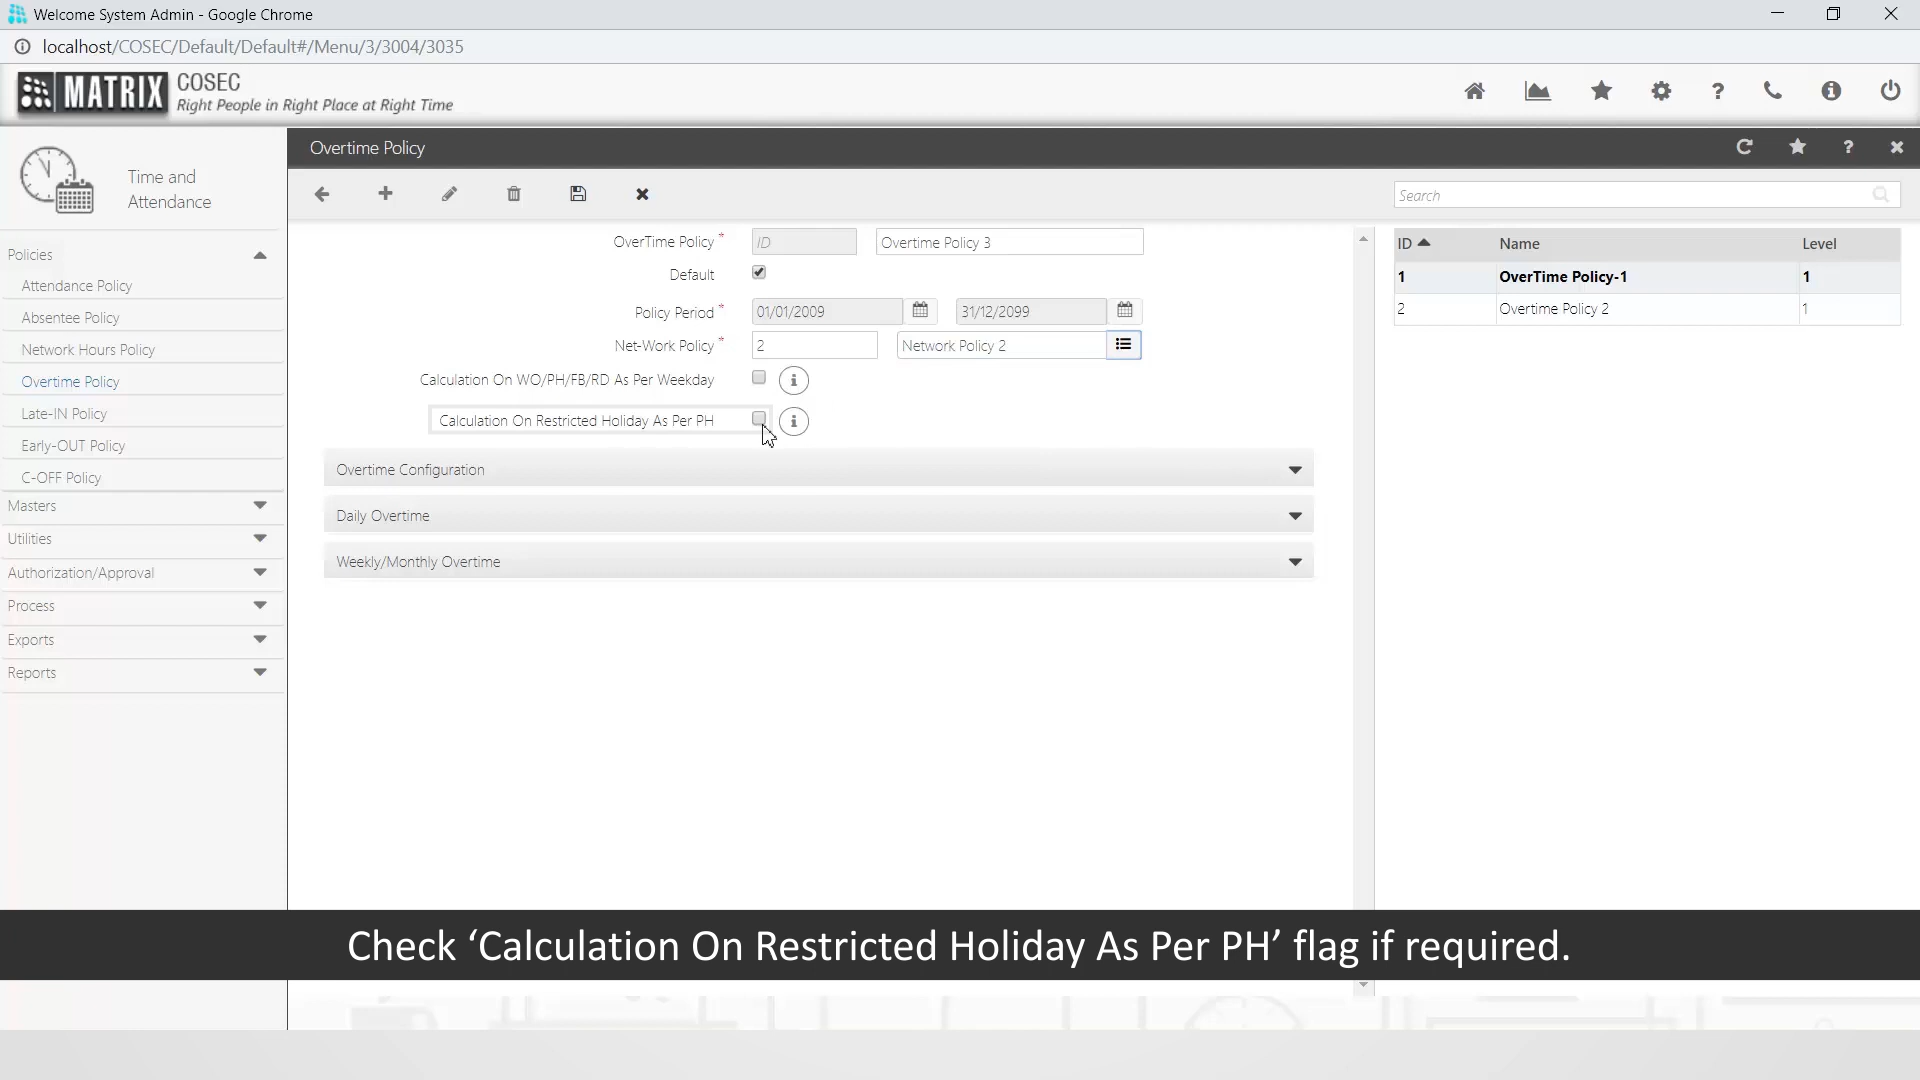 Welcome System Admin - Google Chrome
localhost/COSEC/Default/Default#/Menu/3/3004/3035
MATRIX COSEC
Right People in Right Place at Right Time
Time and
Attendance
Policies
Attendance Policy
Absentee Policy
Network Hours Policy
Overtime Policy
Late-IN Policy
Early-OUT Policy
C-OFF Policy
Masters
Utilities
Authorization/Approval
Process
Exports
Reports
Overtime Policy
OverTime Policy * ID Overtime Policy 3
Default
Policy Period * 01/01/2009 31/12/2099
Net-Work Policy * 2 Network Policy 2
Calculation On WO/PH/FB/RD As Per Weekday
Calculation On Restricted Holiday As Per PH
Overtime Configuration
Daily Overtime
Weekly/Monthly Overtime
Search
ID Name Level
1 OverTime Policy-1 1
2 Overtime Policy 2 1
Check ‘Calculation On Restricted Holiday As Per PH’ flag if required.